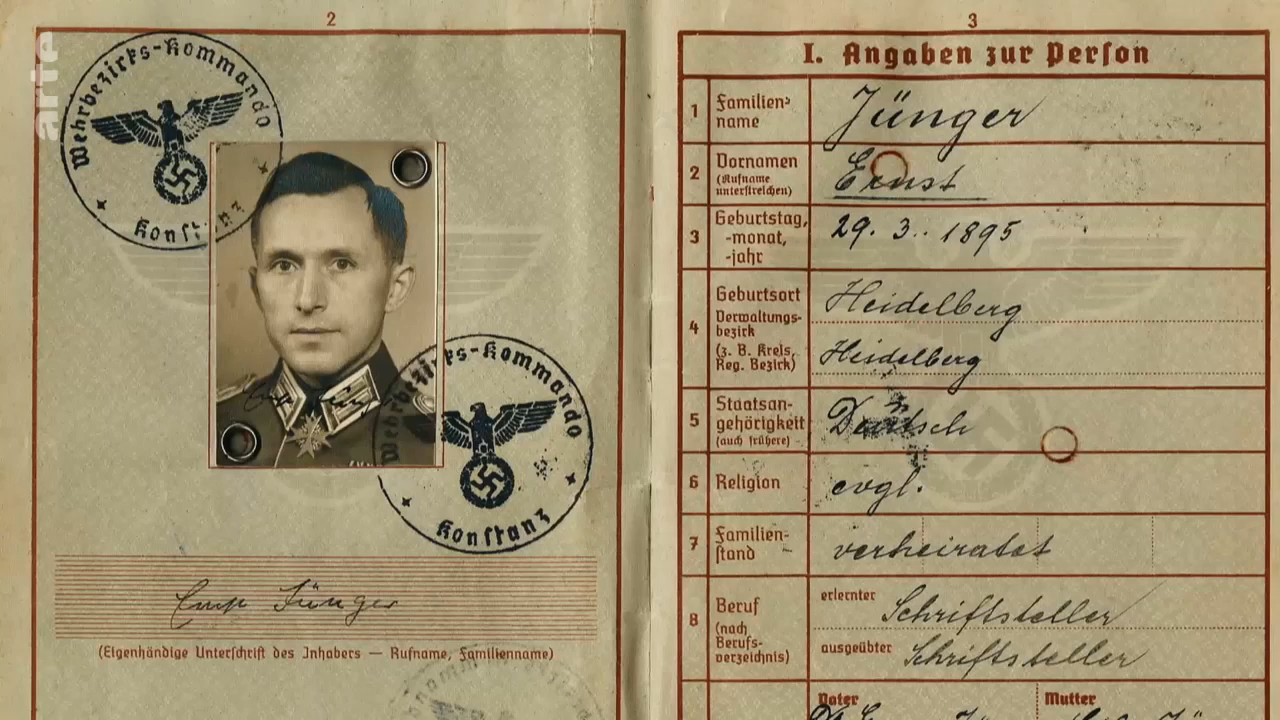 arte
2
Wehrbezirks-Kommando
Konstanz
Wehrbezirks-Kommando
Konstanz
Ernst Jünger
(Eigenhändige Unterschrift des Inhabers — Rufname, Familienname)
3
I. Angaben zur Person
1 Familien-
name
Jünger
2 Vornamen
(Rufname
unterstreichen)
Ernst
3 Geburtstag,
-monat,
-jahr
29. 3. 1895
4 Geburtsort
Heidelberg
Verwaltungs-
bezirk
(z. B. Kreis,
Reg. Bezirk)
Heidelberg
5 Staatsan-
gehörigkeit
(auch frühere)
Deutsch
6 Religion
evgl.
7 Familien-
stand
verheiratet
8 Beruf
(nach
Berufs-
verzeichnis)
erlernter Schriftsteller
ausgeübter Schriftsteller
Vater Mutter